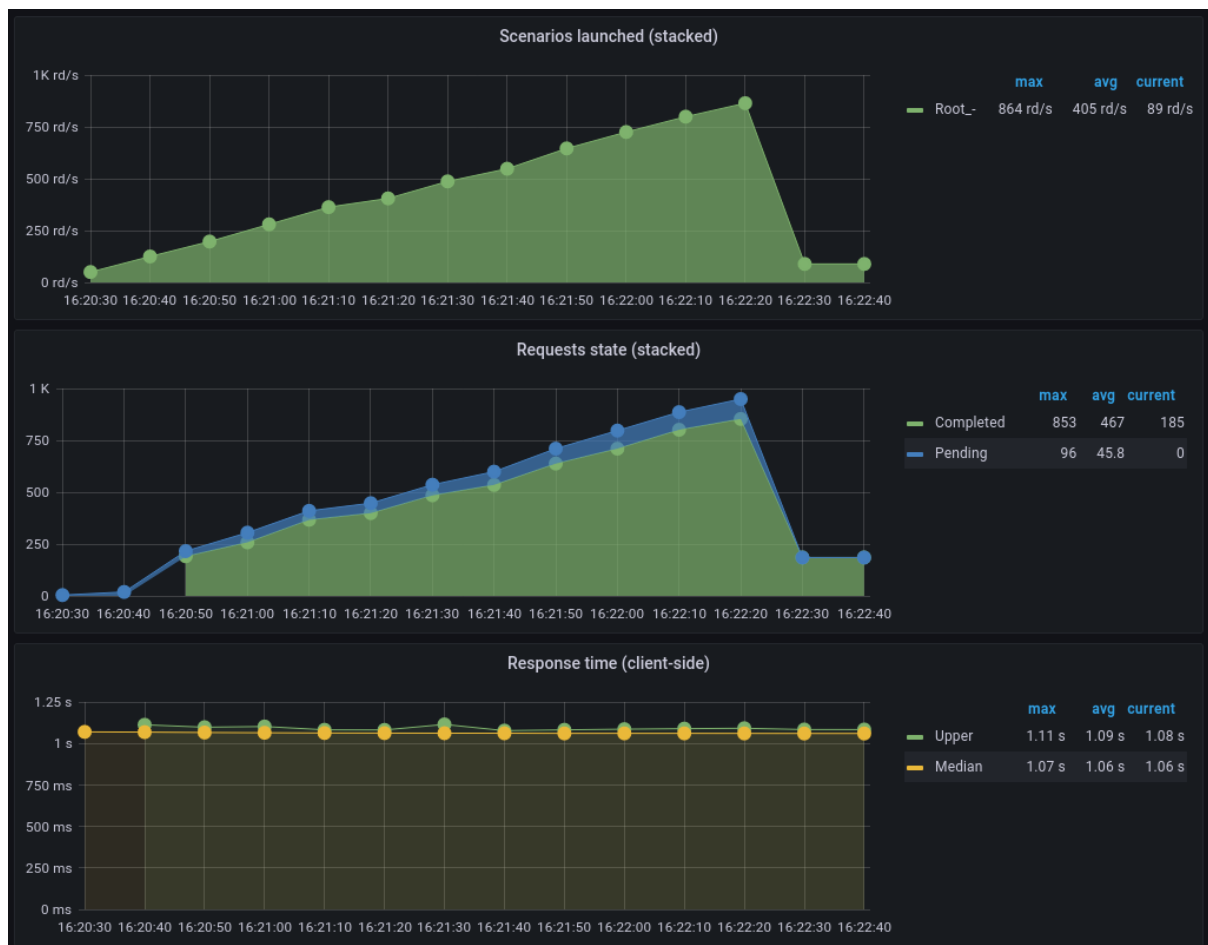 Scenarios launched (stacked)
1K rd/s
750 rd/s
500 rd/s
250 rd/s
0 rd/s
16:20:30 16:20:40 16:20:50 16:21:00 16:21:10 16:21:20 16:21:30 16:21:40 16:21:50 16:22:00 16:22:10 16:22:20 16:22:30 16:22:40
max avg current
Root_- 864 rd/s 405 rd/s 89 rd/s
Requests state (stacked)
1 K
750
500
250
0
16:20:30 16:20:40 16:20:50 16:21:00 16:21:10 16:21:20 16:21:30 16:21:40 16:21:50 16:22:00 16:22:10 16:22:20 16:22:30 16:22:40
max avg current
Completed 853 467 185
Pending 96 45.8 0
Response time (client-side)
1.25 s
1 s
750 ms
500 ms
250 ms
0 ms
16:20:30 16:20:40 16:20:50 16:21:00 16:21:10 16:21:20 16:21:30 16:21:40 16:21:50 16:22:00 16:22:10 16:22:20 16:22:30 16:22:40
max avg current
Upper 1.11 s 1.09 s 1.08 s
Median 1.07 s 1.06 s 1.06 s